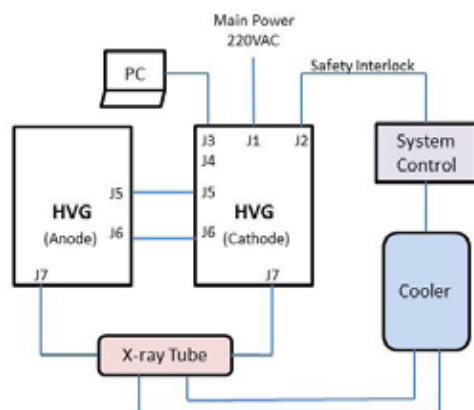 Main Power
220VAC
PC
Safety Interlock
J3
J1
J2
J4
System
Control
J5
J5
HVG
(Anode)
HVG
(Cathode)
J6
J6
J7
J7
Cooler
X-ray Tube